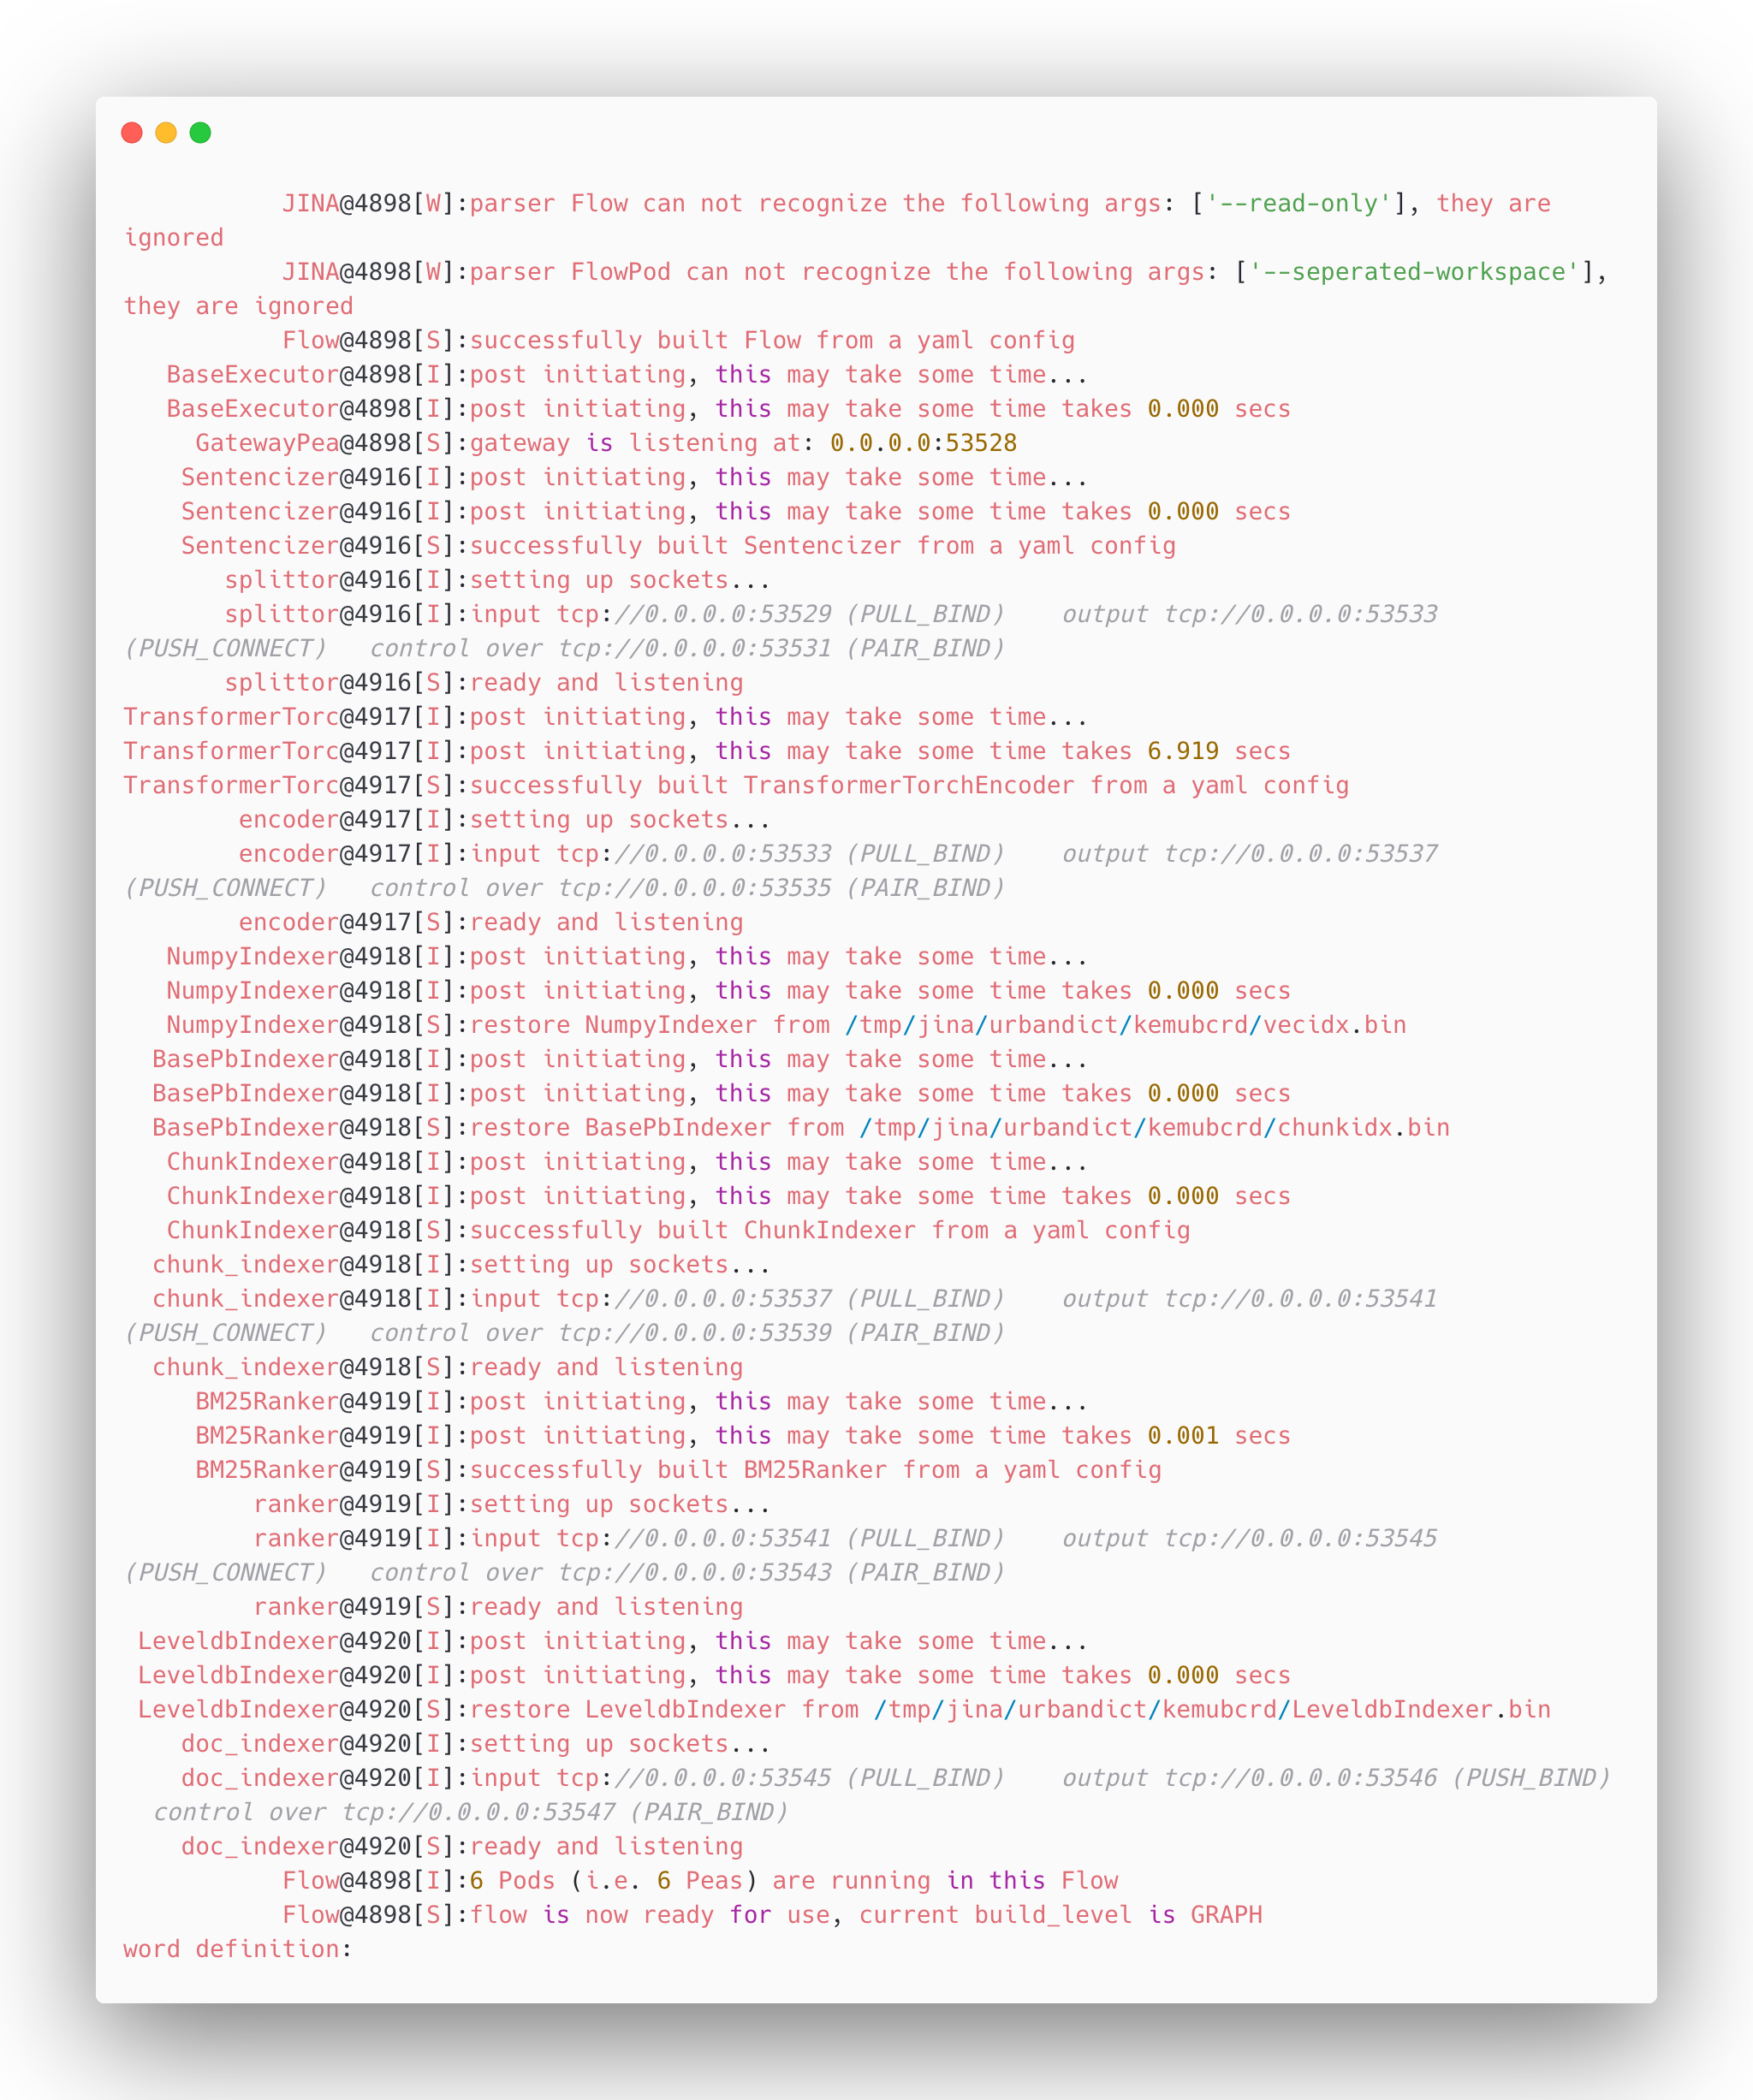 JINA@4898[W]:parser Flow can not recognize the following args: ['--read-only'], they are
ignored
JINA@4898[W]:parser FlowPod can not recognize the following args: ['--seperated-workspace'],
they are ignored
Flow@4898[S]:successfully built Flow from a yaml config
BaseExecutor@4898[I]:post initiating, this may take some time...
BaseExecutor@4898[I]:post initiating, this may take some time takes 0.000 secs
GatewayPea@4898[S]:gateway is listening at: 0.0.0.0:53528
Sentencizer@4916[I]:post initiating, this may take some time...
Sentencizer@4916[I]:post initiating, this may take some time takes 0.000 secs
Sentencizer@4916[S]:successfully built Sentencizer from a yaml config
splittor@4916[I]:setting up sockets...
splittor@4916[I]:input tcp://0.0.0.0:53529 (PULL_BIND)    output tcp://0.0.0.0:53533
(PUSH_CONNECT)   control over tcp://0.0.0.0:53531 (PAIR_BIND)
splittor@4916[S]:ready and listening
TransformerTorc@4917[I]:post initiating, this may take some time...
TransformerTorc@4917[I]:post initiating, this may take some time takes 6.919 secs
TransformerTorc@4917[S]:successfully built TransformerTorchEncoder from a yaml config
encoder@4917[I]:setting up sockets...
encoder@4917[I]:input tcp://0.0.0.0:53533 (PULL_BIND)    output tcp://0.0.0.0:53537
(PUSH_CONNECT)   control over tcp://0.0.0.0:53535 (PAIR_BIND)
encoder@4917[S]:ready and listening
NumpyIndexer@4918[I]:post initiating, this may take some time...
NumpyIndexer@4918[I]:post initiating, this may take some time takes 0.000 secs
NumpyIndexer@4918[S]:restore NumpyIndexer from /tmp/jina/urbandict/kemubcrd/vecidx.bin
BasePbIndexer@4918[I]:post initiating, this may take some time...
BasePbIndexer@4918[I]:post initiating, this may take some time takes 0.000 secs
BasePbIndexer@4918[S]:restore BasePbIndexer from /tmp/jina/urbandict/kemubcrd/chunkidx.bin
ChunkIndexer@4918[I]:post initiating, this may take some time...
ChunkIndexer@4918[I]:post initiating, this may take some time takes 0.000 secs
ChunkIndexer@4918[S]:successfully built ChunkIndexer from a yaml config
chunk_indexer@4918[I]:setting up sockets...
chunk_indexer@4918[I]:input tcp://0.0.0.0:53537 (PULL_BIND)    output tcp://0.0.0.0:53541
(PUSH_CONNECT)   control over tcp://0.0.0.0:53539 (PAIR_BIND)
chunk_indexer@4918[S]:ready and listening
BM25Ranker@4919[I]:post initiating, this may take some time...
BM25Ranker@4919[I]:post initiating, this may take some time takes 0.001 secs
BM25Ranker@4919[S]:successfully built BM25Ranker from a yaml config
ranker@4919[I]:setting up sockets...
ranker@4919[I]:input tcp://0.0.0.0:53541 (PULL_BIND)    output tcp://0.0.0.0:53545
(PUSH_CONNECT)   control over tcp://0.0.0.0:53543 (PAIR_BIND)
ranker@4919[S]:ready and listening
LeveldbIndexer@4920[I]:post initiating, this may take some time...
LeveldbIndexer@4920[I]:post initiating, this may take some time takes 0.000 secs
LeveldbIndexer@4920[S]:restore LeveldbIndexer from /tmp/jina/urbandict/kemubcrd/LeveldbIndexer.bin
doc_indexer@4920[I]:setting up sockets...
doc_indexer@4920[I]:input tcp://0.0.0.0:53545 (PULL_BIND)    output tcp://0.0.0.0:53546 (PUSH_BIND)
control over tcp://0.0.0.0:53547 (PAIR_BIND)
doc_indexer@4920[S]:ready and listening
Flow@4898[I]:6 Pods (i.e. 6 Peas) are running in this Flow
Flow@4898[S]:flow is now ready for use, current build_level is GRAPH
word definition: